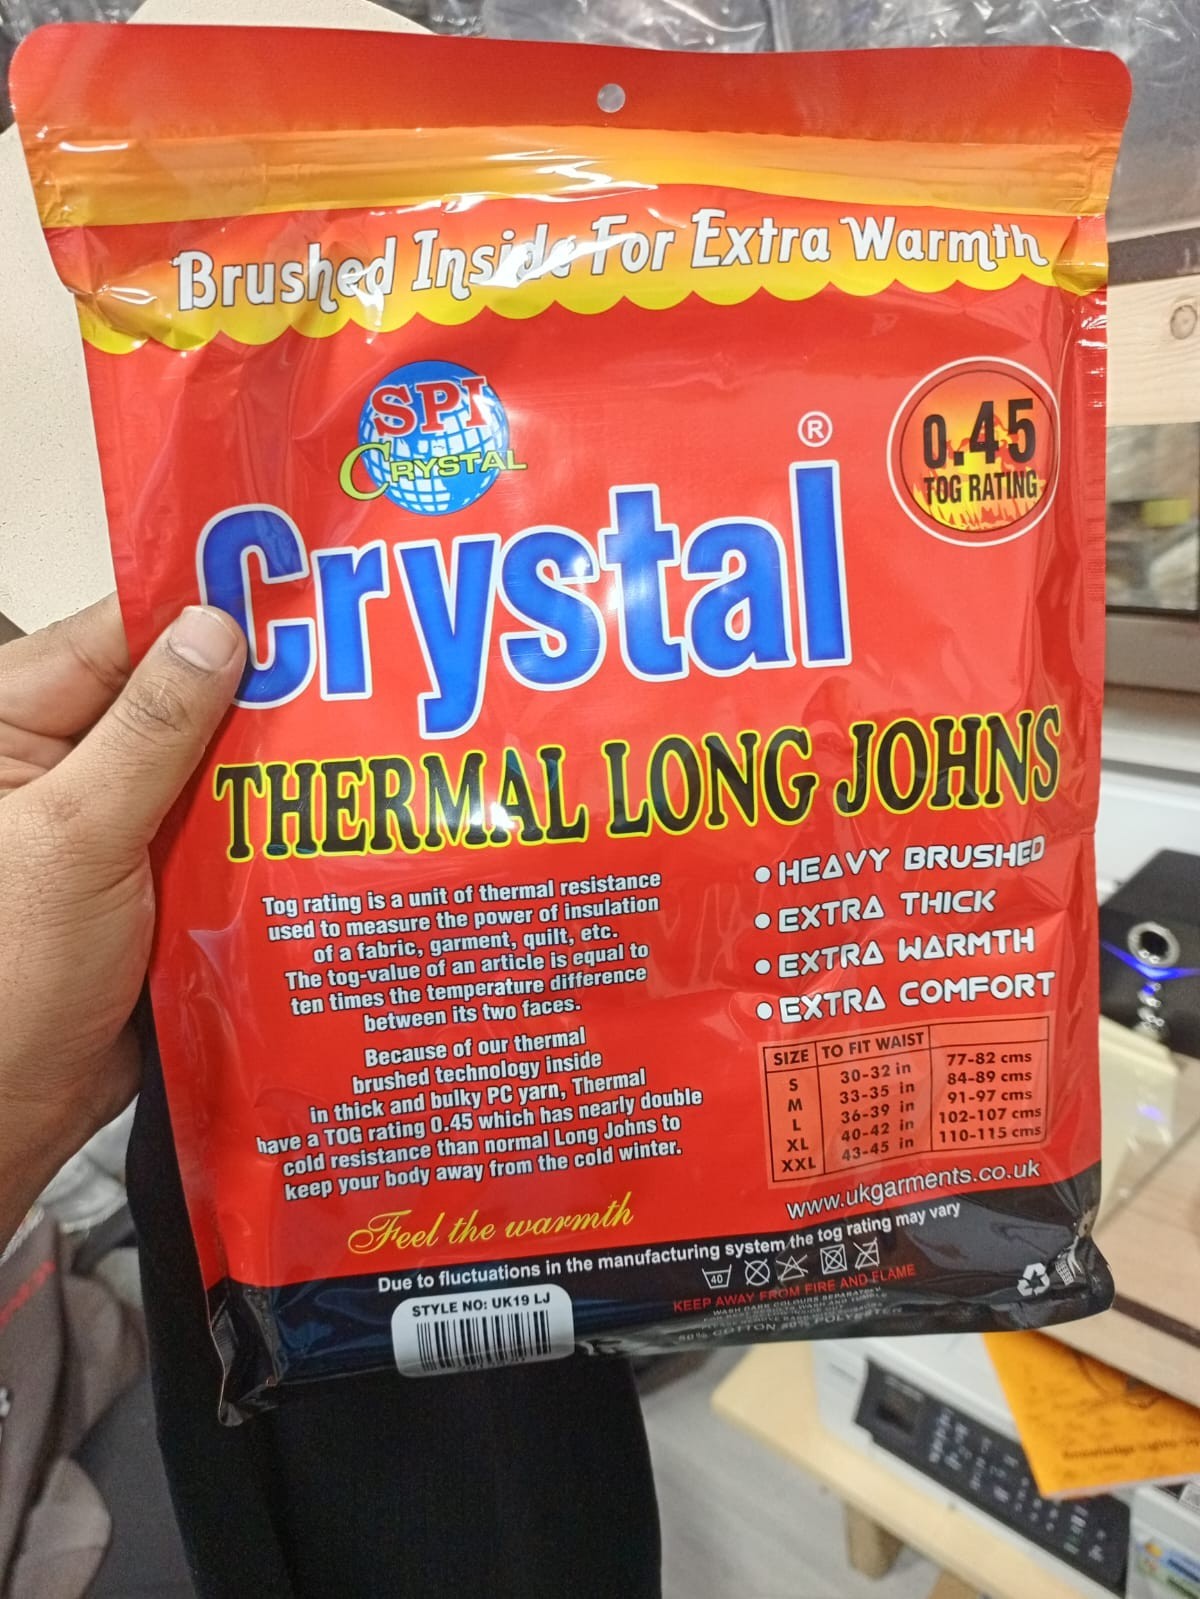 Brushed Inside For Extra Warmth
SPI
CRYSTAL
®
0.45
TOG RATING
Crystal
THERMAL LONG JOHNS
Tog rating is a unit of thermal resistance
used to measure the power of insulation
of a fabric, garment, quilt, etc.
The tog-value of an article is equal to
ten times the temperature difference
between its two faces.
Because of our thermal
brushed technology inside
in thick and bulky PC yarn, Thermal
have a TOG rating 0.45 which has nearly double
cold resistance than normal Long Johns to
keep your body away from the cold winter.
Feel the warmth
• HEAVY BRUSHED
• EXTRA THICK
• EXTRA WARMTH
• EXTRA COMFORT
SIZE TO FIT WAIST
S 30-32 in 77-82 cms
M 33-35 in 84-89 cms
L 36-39 in 91-97 cms
XL 40-42 in 102-107 cms
XXL 43-45 in 110-115 cms
www.ukgarments.co.uk
Due to fluctuations in the manufacturing system the tog rating may vary
40
KEEP AWAY FROM FIRE AND FLAME
WASH DARK COLOURS SEPARATELY
COTTON POLYESTER
STYLE NO: UK19 LJ